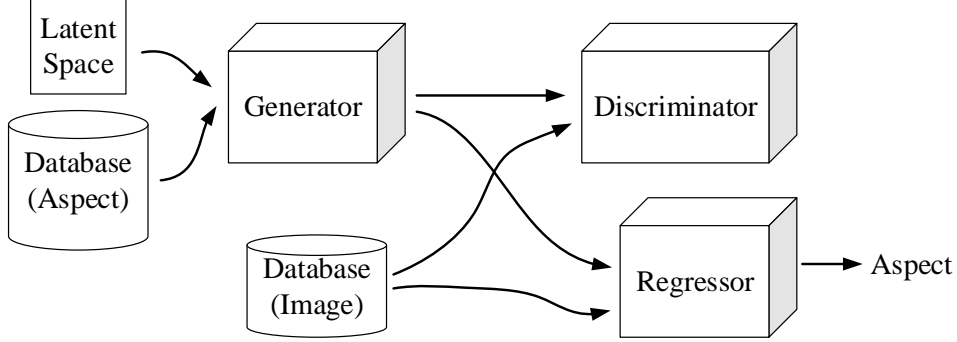 Latent
Space
Database
(Aspect)
Generator
Discriminator
Database
(Image)
Regressor
Aspect